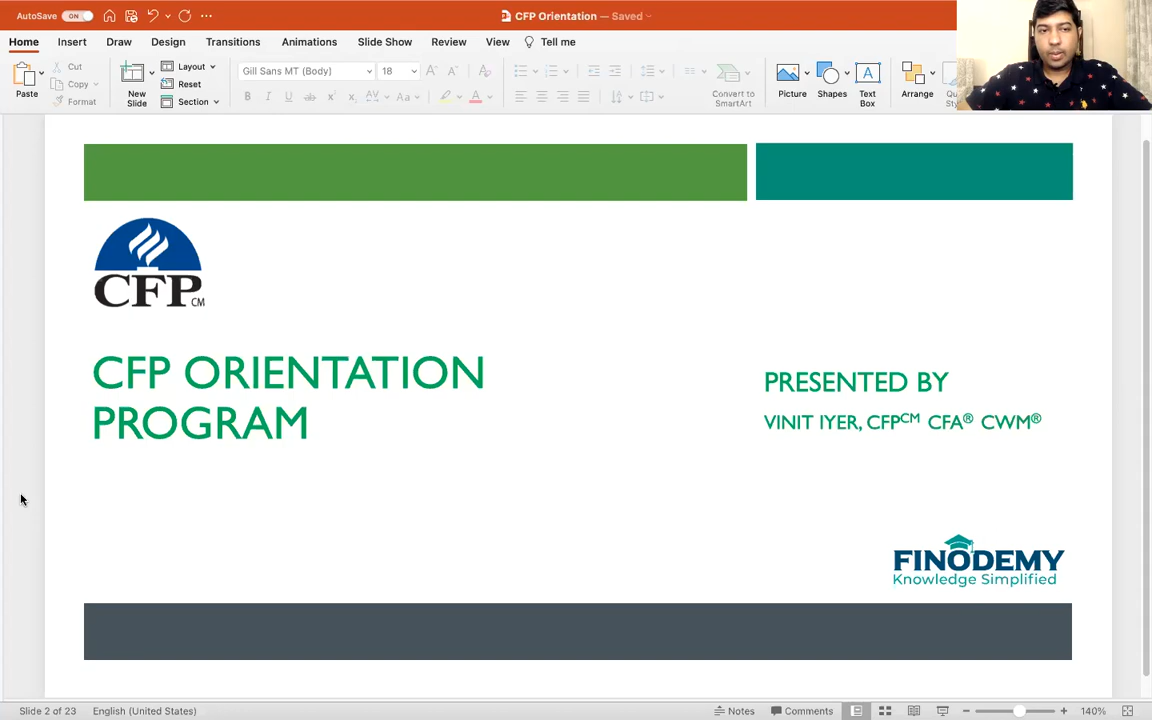 AutoSave ON
CFP Orientation — Saved
Home Insert Draw Design Transitions Animations Slide Show Review View Tell me
Paste
Cut
Copy
Format
New Slide
Layout
Reset
Section
Gill Sans MT (Body) 18
Convert to SmartArt
Picture
Shapes
Text Box
Arrange
CFP CM
CFP ORIENTATION
PROGRAM
PRESENTED BY
VINIT IYER, CFPCM CFA® CWM®
FINODEMY
Knowledge Simplified
Slide 2 of 23 English (United States) Notes Comments 140%